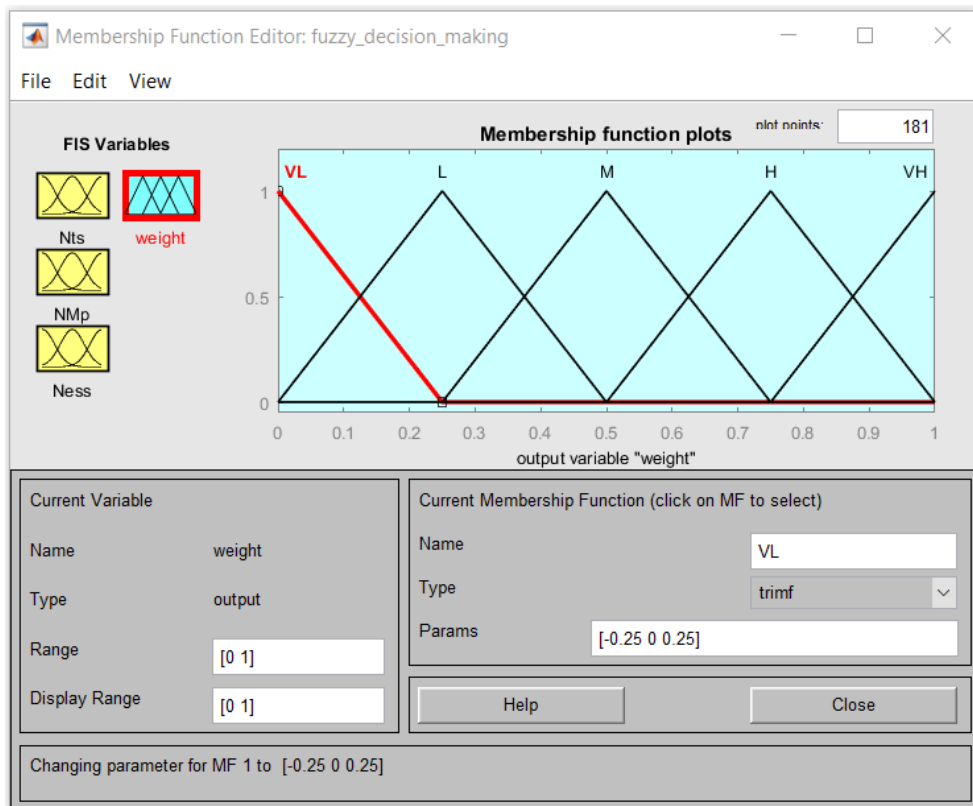 Membership Function Editor: fuzzy_decision_making
File Edit View
FIS Variables
Nts
weight
NMp
Ness
Membership function plots
plot points:
181
VL L M H VH
1
0.5
0
0 0.1 0.2 0.3 0.4 0.5 0.6 0.7 0.8 0.9 1
output variable "weight"
Current Variable
Name weight
Type output
Range [0 1]
Display Range [0 1]
Current Membership Function (click on MF to select)
Name VL
Type trimf
Params [-0.25 0 0.25]
Help Close
Changing parameter for MF 1 to [-0.25 0 0.25]